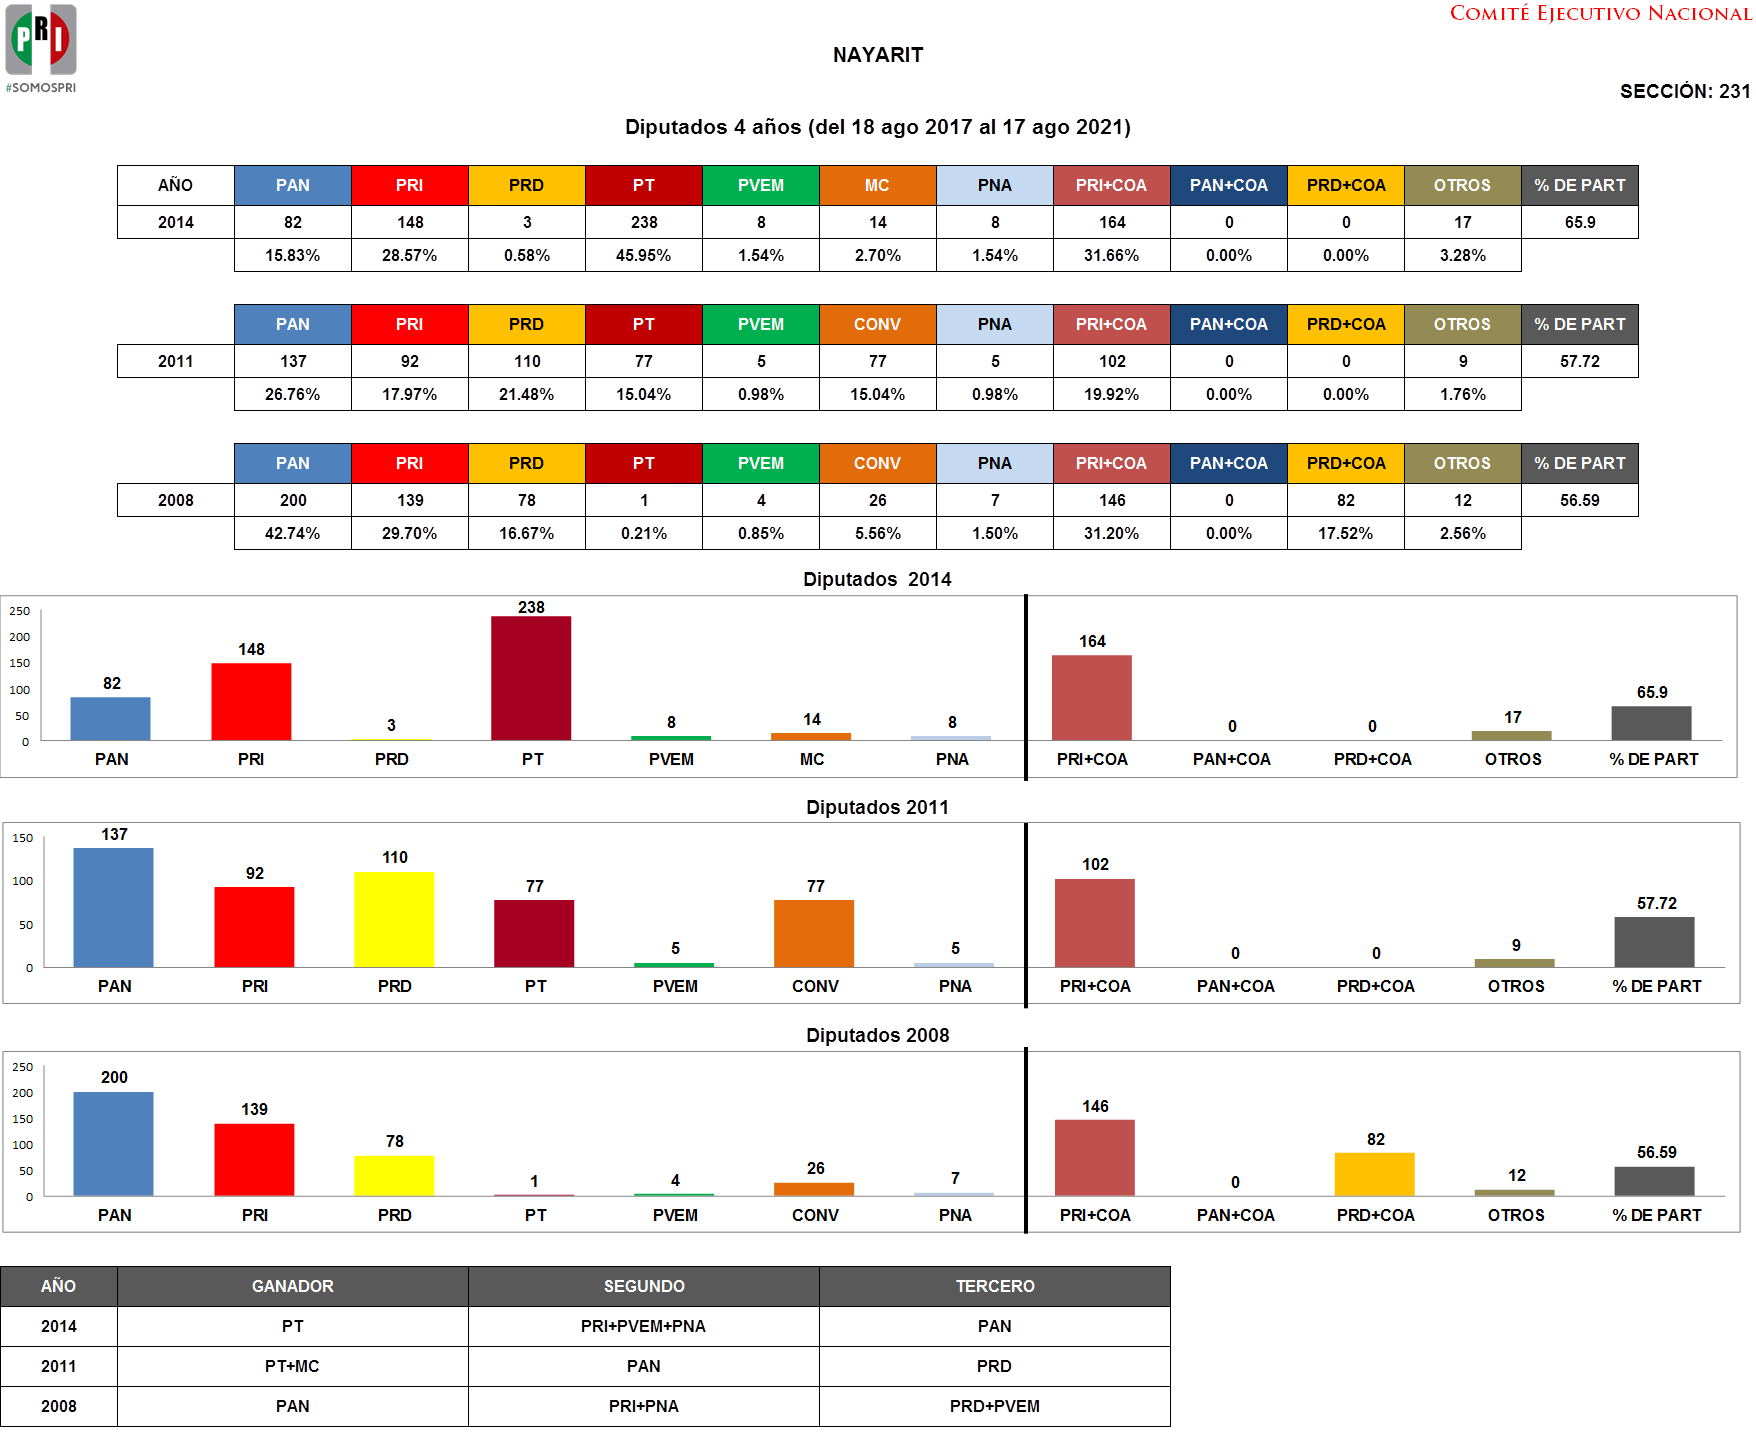 PRI
#SOMOSPRI
COMITÉ EJECUTIVO NACIONAL
NAYARIT
SECCIÓN: 231
Diputados 4 años (del 18 ago 2017 al 17 ago 2021)
AÑO PAN PRI PRD PT PVEM MC PNA PRI+COA PAN+COA PRD+COA OTROS % DE PART
2014 82 148 3 238 8 14 8 164 0 0 17 65.9
15.83% 28.57% 0.58% 45.95% 1.54% 2.70% 1.54% 31.66% 0.00% 0.00% 3.28%
PAN PRI PRD PT PVEM CONV PNA PRI+COA PAN+COA PRD+COA OTROS % DE PART
2011 137 92 110 77 5 77 5 102 0 0 9 57.72
26.76% 17.97% 21.48% 15.04% 0.98% 15.04% 0.98% 19.92% 0.00% 0.00% 1.76%
PAN PRI PRD PT PVEM CONV PNA PRI+COA PAN+COA PRD+COA OTROS % DE PART
2008 200 139 78 1 4 26 7 146 0 82 12 56.59
42.74% 29.70% 16.67% 0.21% 0.85% 5.56% 1.50% 31.20% 0.00% 17.52% 2.56%
Diputados 2014
250
200
150
100
50
0
82 148 3 238 8 14 8 164 0 0 17 65.9
PAN PRI PRD PT PVEM MC PNA PRI+COA PAN+COA PRD+COA OTROS % DE PART
Diputados 2011
150
100
50
0
137 92 110 77 5 77 5 102 0 0 9 57.72
PAN PRI PRD PT PVEM CONV PNA PRI+COA PAN+COA PRD+COA OTROS % DE PART
Diputados 2008
250
200
150
100
50
0
200 139 78 1 4 26 7 146 0 82 12 56.59
PAN PRI PRD PT PVEM CONV PNA PRI+COA PAN+COA PRD+COA OTROS % DE PART
AÑO GANADOR SEGUNDO TERCERO
2014 PT PRI+PVEM+PNA PAN
2011 PT+MC PAN PRD
2008 PAN PRI+PNA PRD+PVEM